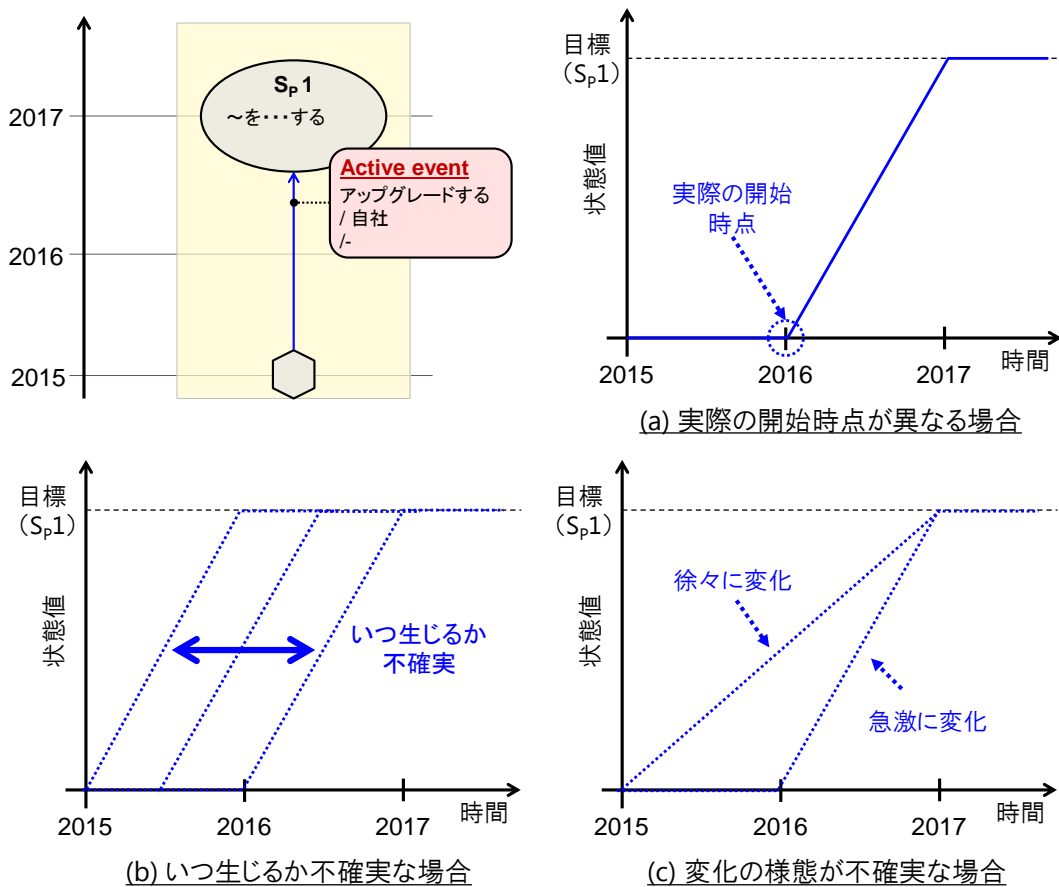 2017
2016
2015
SP 1
～を・・・する
Active event
アップグレードする
/ 自社
/-
目標
（SP1）
状態値
実際の開始
時点
2015
2016
2017
時間
(a) 実際の開始時点が異なる場合
目標
（SP1）
状態値
いつ生じるか
不確実
2015
2016
2017
時間
(b) いつ生じるか不確実な場合
目標
（SP1）
状態値
徐々に変化
急激に変化
2015
2016
2017
時間
(c) 変化の様態が不確実な場合